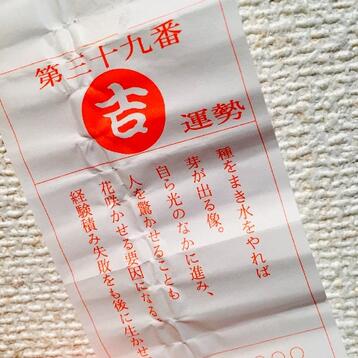 第三十九番
吉
運勢
種をまき水をやれば
芽が出る像。
自ら光のなかに進み、
人を驚かせることも
花咲かせる要因になる。
経験積み失敗をも後に生かせ